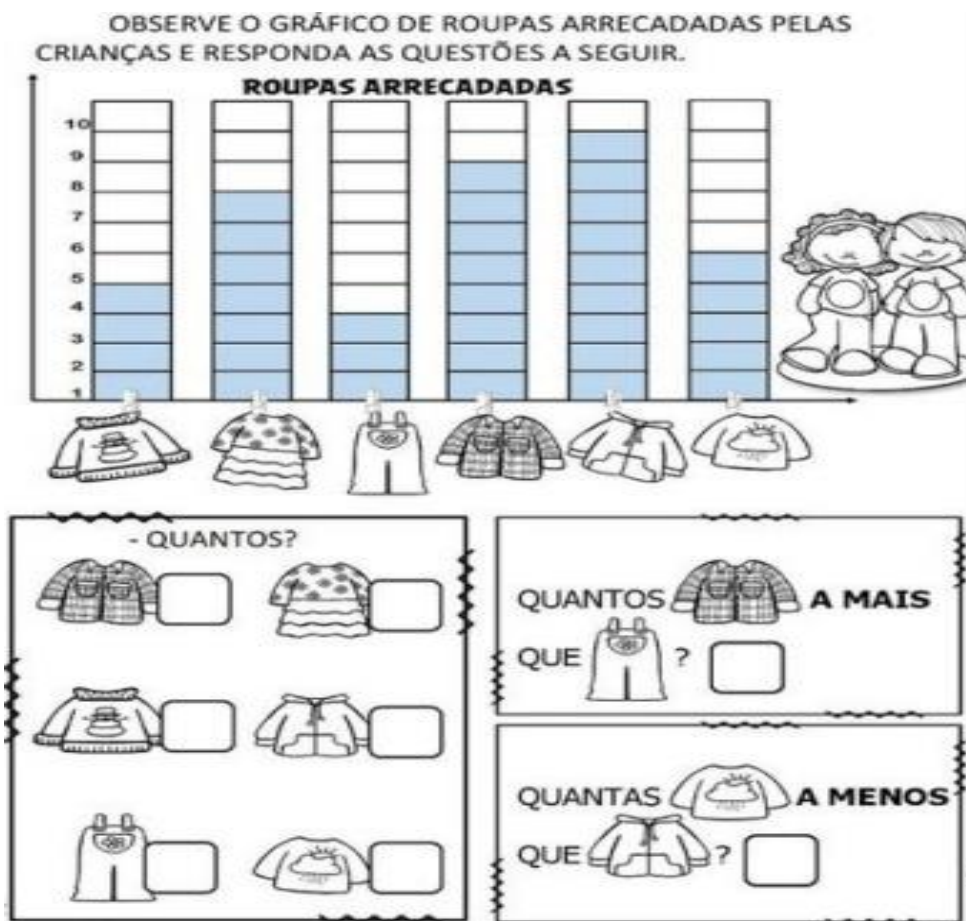 OBSERVE O GRÁFICO DE ROUPAS ARRECADADAS PELAS
CRIANÇAS E RESPONDA AS QUESTÕES A SEGUIR.
ROUPAS ARRECADADAS
10
9
8
7
6
5
4
3
2
1
- QUANTOS?
QUANTOS A MAIS
QUE ?
QUANTAS A MENOS
QUE ?